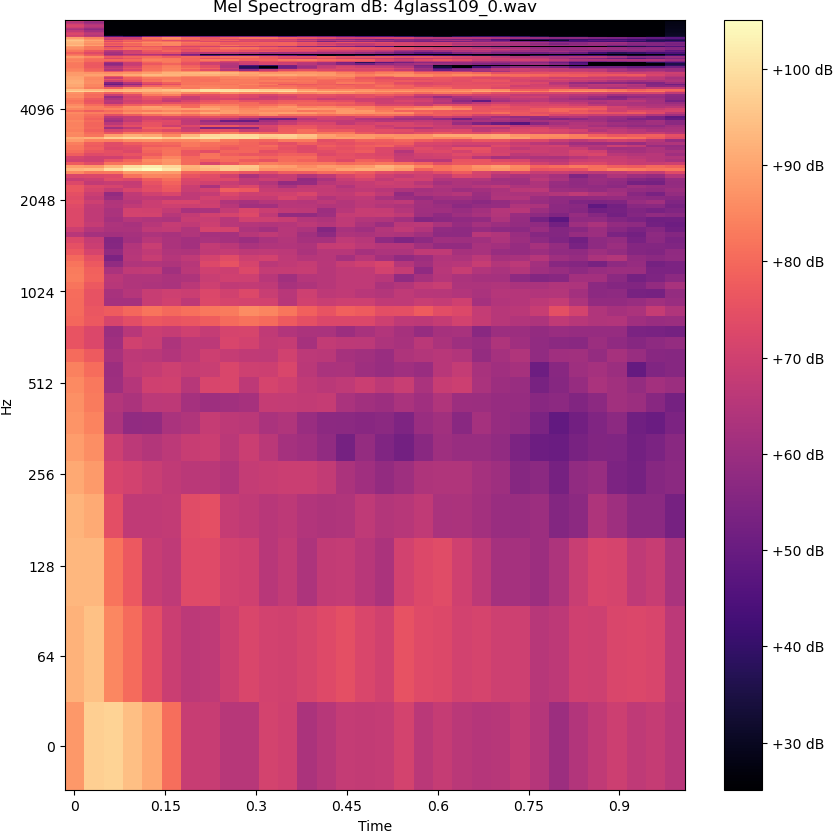 Mel Spectrogram dB: 4glass109_0.wav
4096
2048
1024
512
256
128
64
0
Hz
0
0.15
0.3
0.45
0.6
0.75
0.9
Time
+100 dB
+90 dB
+80 dB
+70 dB
+60 dB
+50 dB
+40 dB
+30 dB